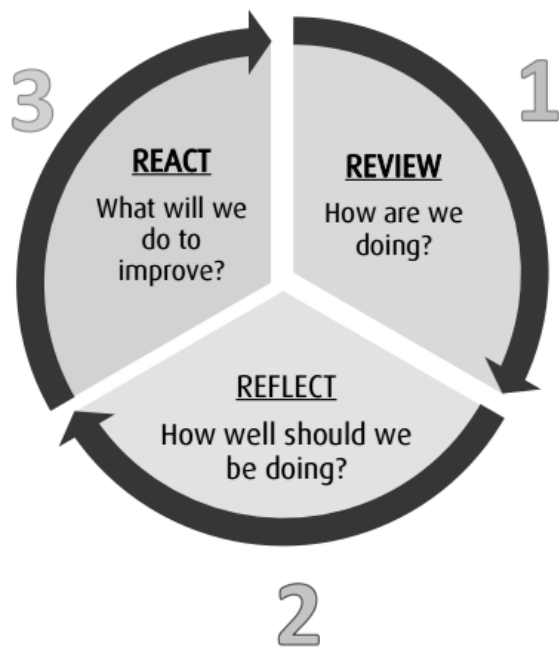 1
REVIEW
How are we
doing?
2
REFLECT
How well should we
be doing?
3
REACT
What will we
do to
improve?